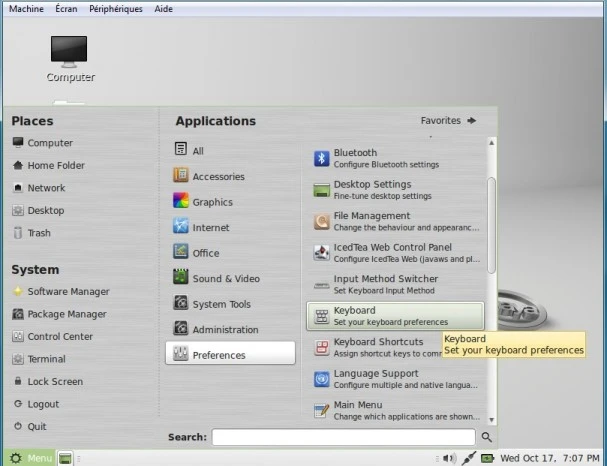 Machine Écran Périphériques Aide
Computer
Places
Computer
Home Folder
Network
Desktop
Trash
System
Software Manager
Package Manager
Control Center
Terminal
Lock Screen
Logout
Quit
Applications
All
Accessories
Graphics
Internet
Office
Sound & Video
System Tools
Administration
Preferences
Favorites
Bluetooth
Configure Bluetooth settings
Desktop Settings
Fine-tune desktop settings
File Management
Change the behaviour and appearanc...
IcedTea Web Control Panel
Configure IcedTea Web (javaws and pl...
Input Method Switcher
Set Keyboard Input Method
Keyboard
Set your keyboard preferences
Keyboard Shortcuts
Assign shortcut keys to com
Keyboard
Set your keyboard preferences
Language Support
Configure multiple and native langua...
Main Menu
Change which applications are shown...
Search:
Menu
Wed Oct 17, 7:07 PM